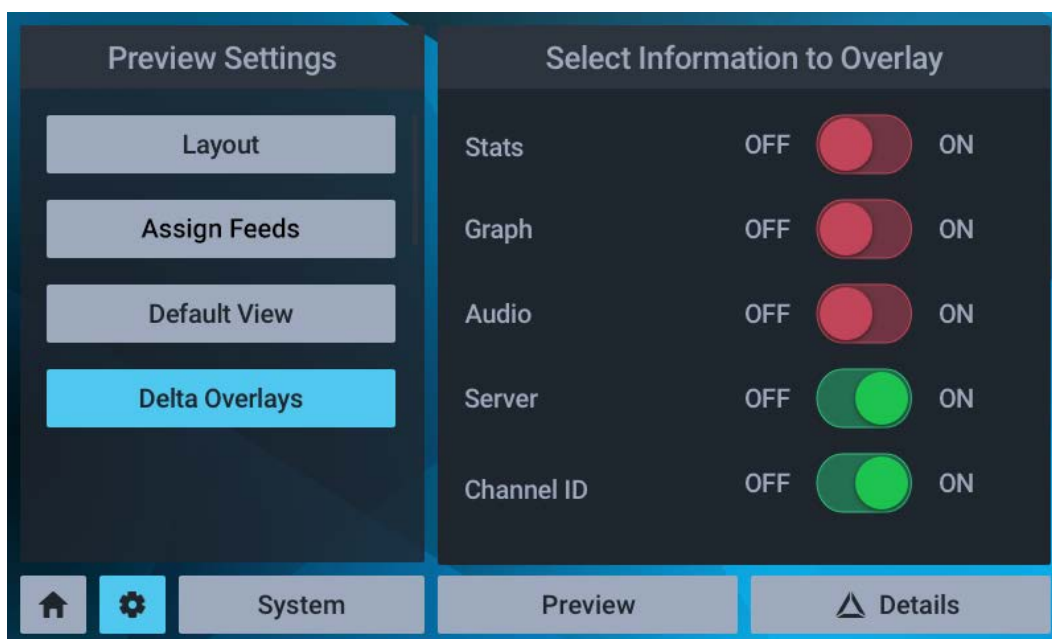 Preview Settings
Layout
Assign Feeds
Default View
Delta Overlays
Select Information to Overlay
Stats OFF ON
Graph OFF ON
Audio OFF ON
Server OFF ON
Channel ID OFF ON
System Preview Details